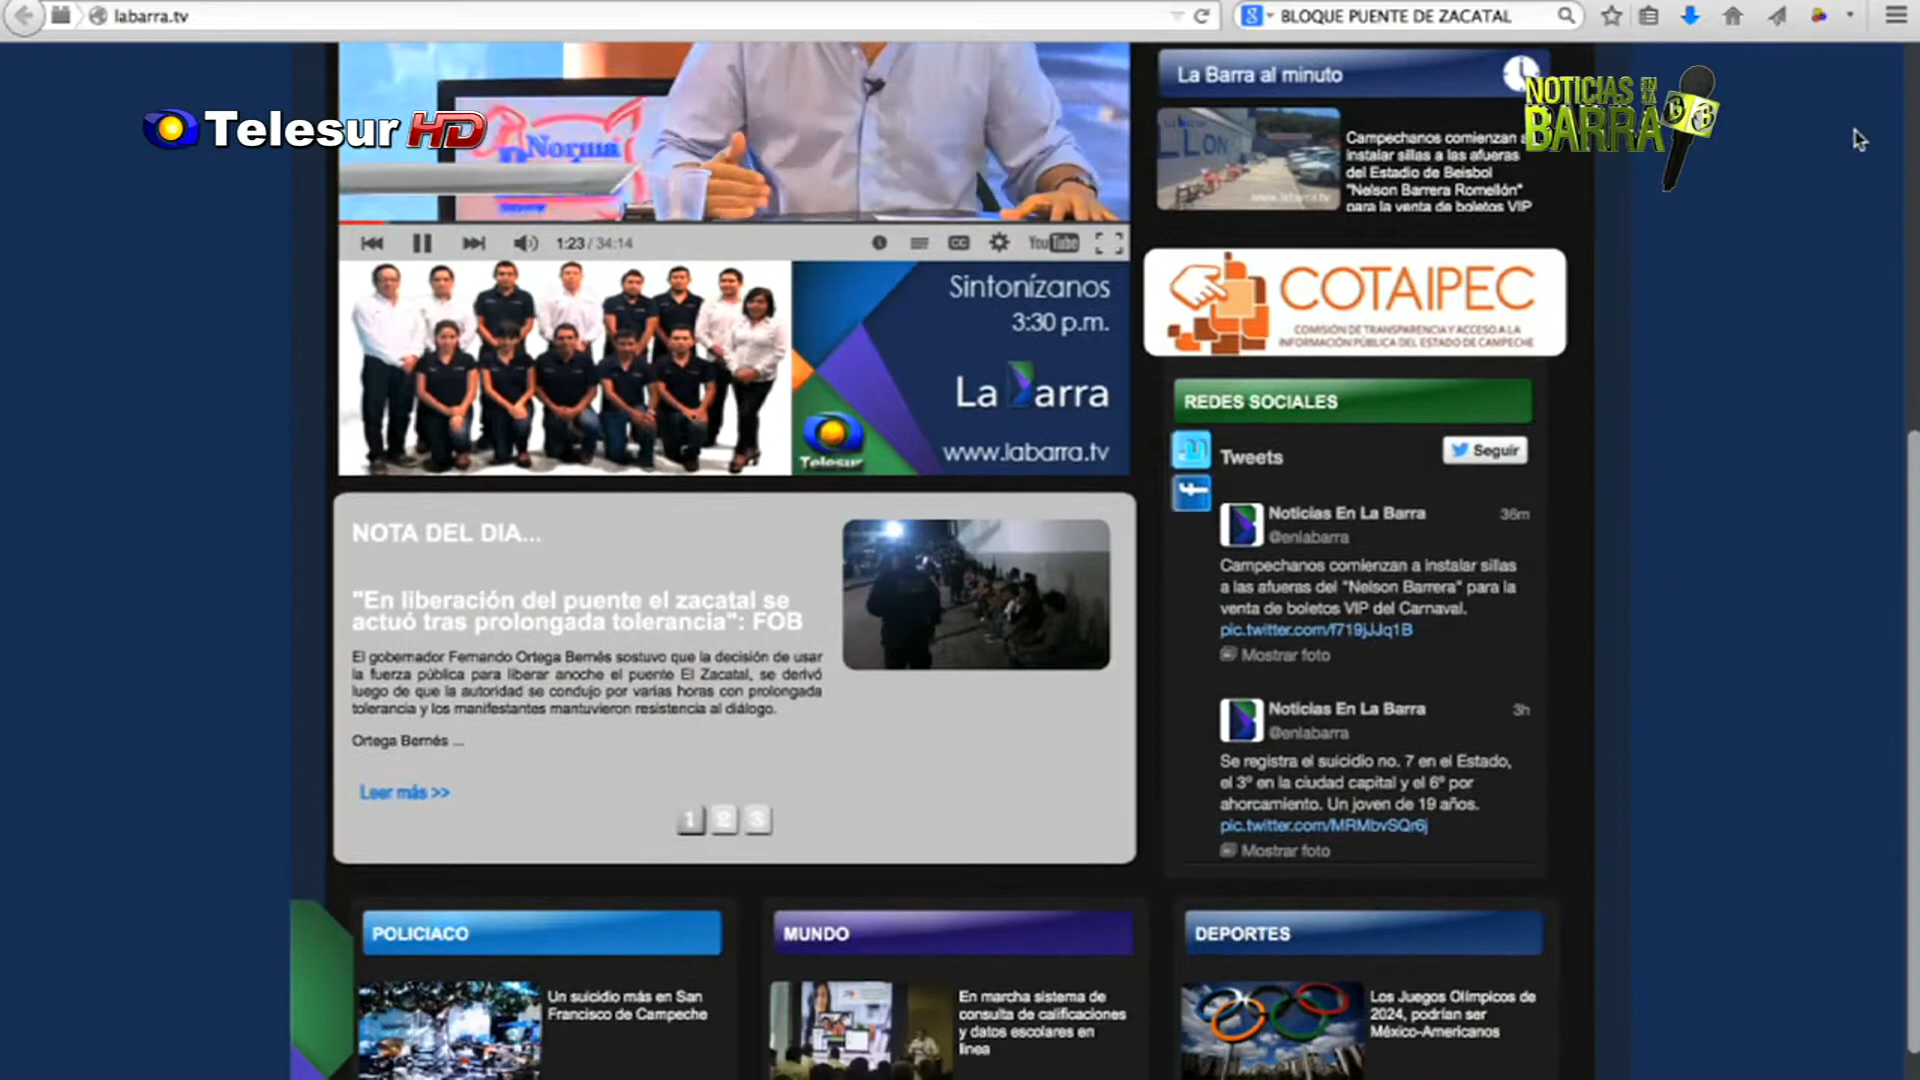 labarra.tv
BLOQUE PUENTE DE ZACATAL
Telesur HD
NOTICIAS EN LA
BARRA
Norma
1:23 / 34:14
CC
YouTube
Sintonízanos
3:30 p.m.
La Barra
www.labarra.tv
Telesur
La Barra al minuto
Campechanos comienzan a
instalar sillas a las afueras
del Estadio de Beisbol
"Nelson Barrera Romellón"
para la venta de boletos VIP
www.labarra.tv
COTAIPEC
COMISIÓN DE TRANSPARENCIA Y ACCESO A LA
INFORMACIÓN PÚBLICA DEL ESTADO DE CAMPECHE
REDES SOCIALES
Tweets
Seguir
Noticias En La Barra
36m
@enlabarra
Campechanos comienzan a instalar sillas
a las afueras del "Nelson Barrera" para la
venta de boletos VIP del Carnaval.
pic.twitter.com/f719jJJq1B
Mostrar foto
Noticias En La Barra
3h
@enlabarra
Se registra el suicidio no. 7 en el Estado,
el 3º en la ciudad capital y el 6º por
ahorcamiento. Un joven de 19 años.
pic.twitter.com/MRMbvSQr6j
Mostrar foto
NOTA DEL DIA...
"En liberación del puente el zacatal se
actuó tras prolongada tolerancia": FOB
El gobernador Fernando Ortega Bernés sostuvo que la decisión de usar
la fuerza pública para liberar anoche el puente El Zacatal, se derivó
luego de que la autoridad se condujo por varias horas con prolongada
tolerancia y los manifestantes mantuvieron resistencia al diálogo.
Ortega Bernés ...
Leer más >>
1 2 3
POLICIACO
Un suicidio más en San
Francisco de Campeche
MUNDO
En marcha sistema de
consulta de calificaciones
y datos escolares en
linea
DEPORTES
Los Juegos Olímpicos de
2024, podrían ser
México-Americanos